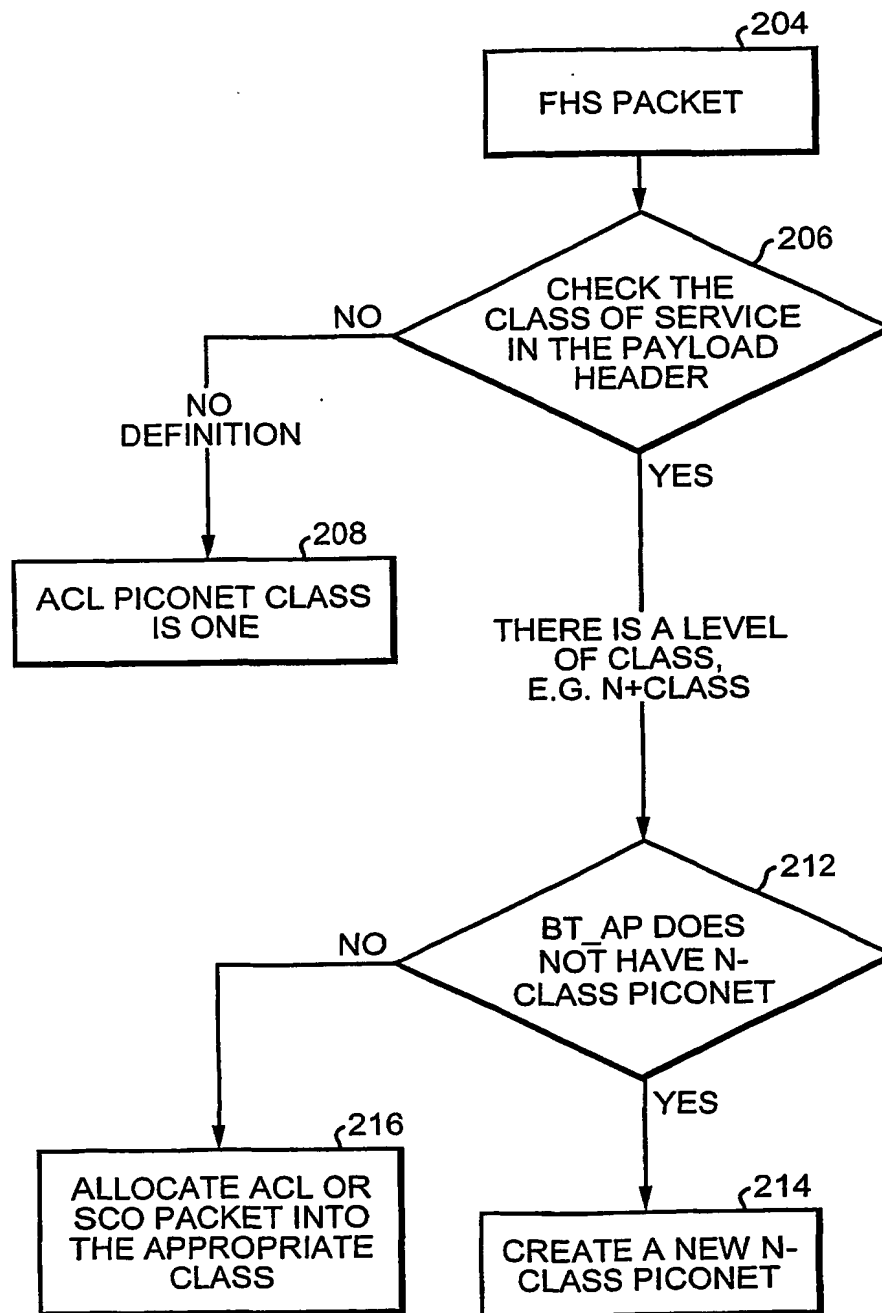 204
FHS PACKET
206
CHECK THE
CLASS OF SERVICE
IN THE PAYLOAD
HEADER
NO
NO
DEFINITION
YES
208
ACL PICONET CLASS
IS ONE
THERE IS A LEVEL
OF CLASS,
E.G. N+CLASS
212
BT_AP DOES
NOT HAVE N-
CLASS PICONET
NO
YES
216
ALLOCATE ACL OR
SCO PACKET INTO
THE APPROPRIATE
CLASS
214
CREATE A NEW N-
CLASS PICONET